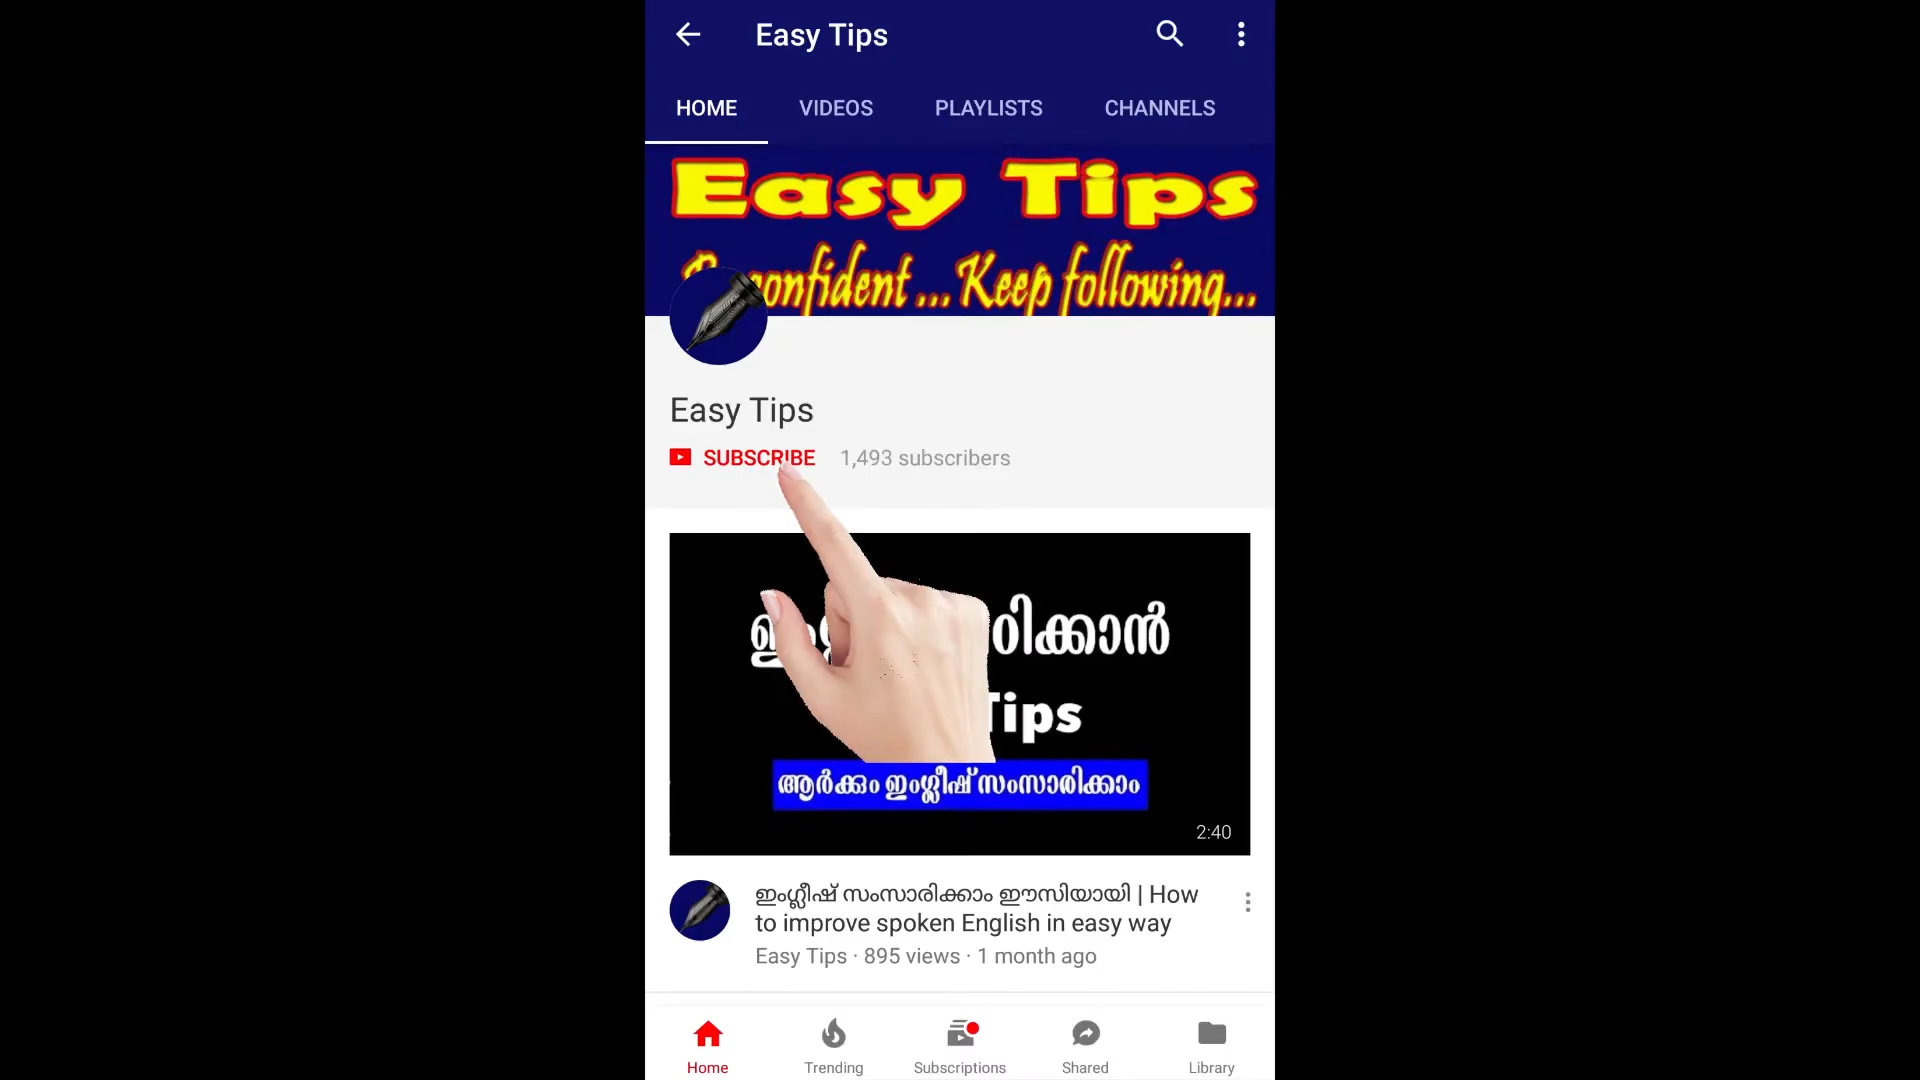 Easy Tips
HOME VIDEOS PLAYLISTS CHANNELS
Easy Tips
confident ... Keep following...
Easy Tips
SUBSCRIBE 1,493 subscribers
Tips
ആർക്കും ഇംഗ്ലീഷ് സംസാരിക്കാം
2:40
ഇംഗ്ലീഷ് സംസാരിക്കാം ഈസിയായി | How
to improve spoken English in easy way
Easy Tips · 895 views · 1 month ago
Home Trending Subscriptions Shared Library